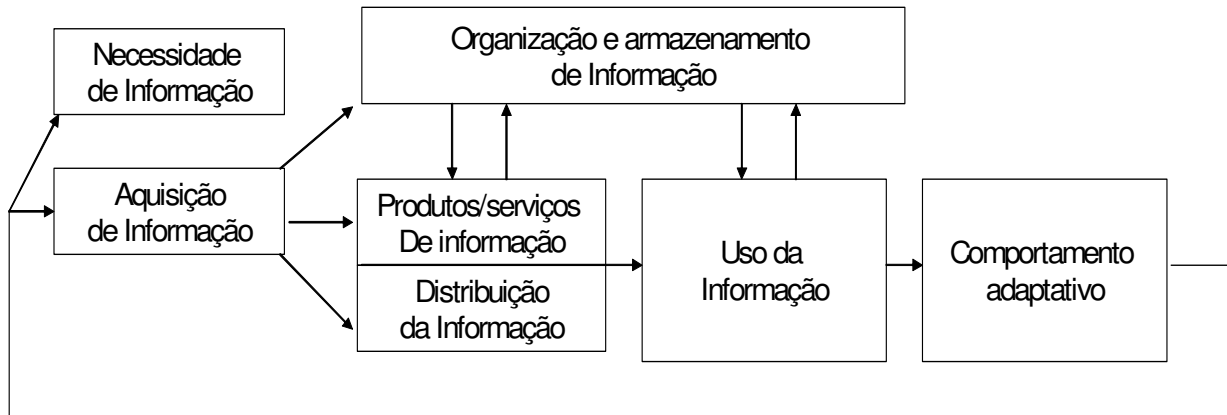 Necessidade
de Informação
Organização e armazenamento
de Informação
Aquisição
de Informação
Produtos/serviços
De informação
Distribuição
da Informação
Uso da
Informação
Comportamento
adaptativo